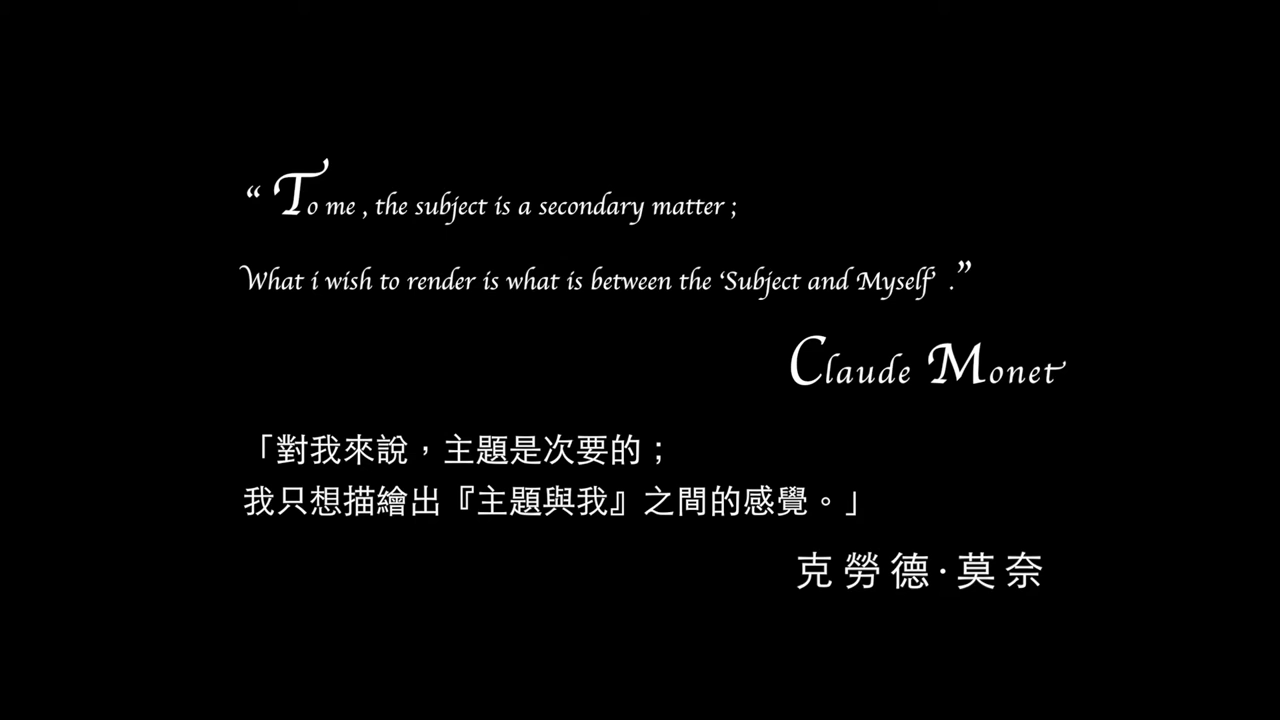 “ To me , the subject is a secondary matter ;
What i wish to render is what is between the ‘Subject and Myself’ .”
Claude Monet
「對我來說，主題是次要的；
我只想描繪出『主題與我』之間的感覺。」
克勞德·莫奈